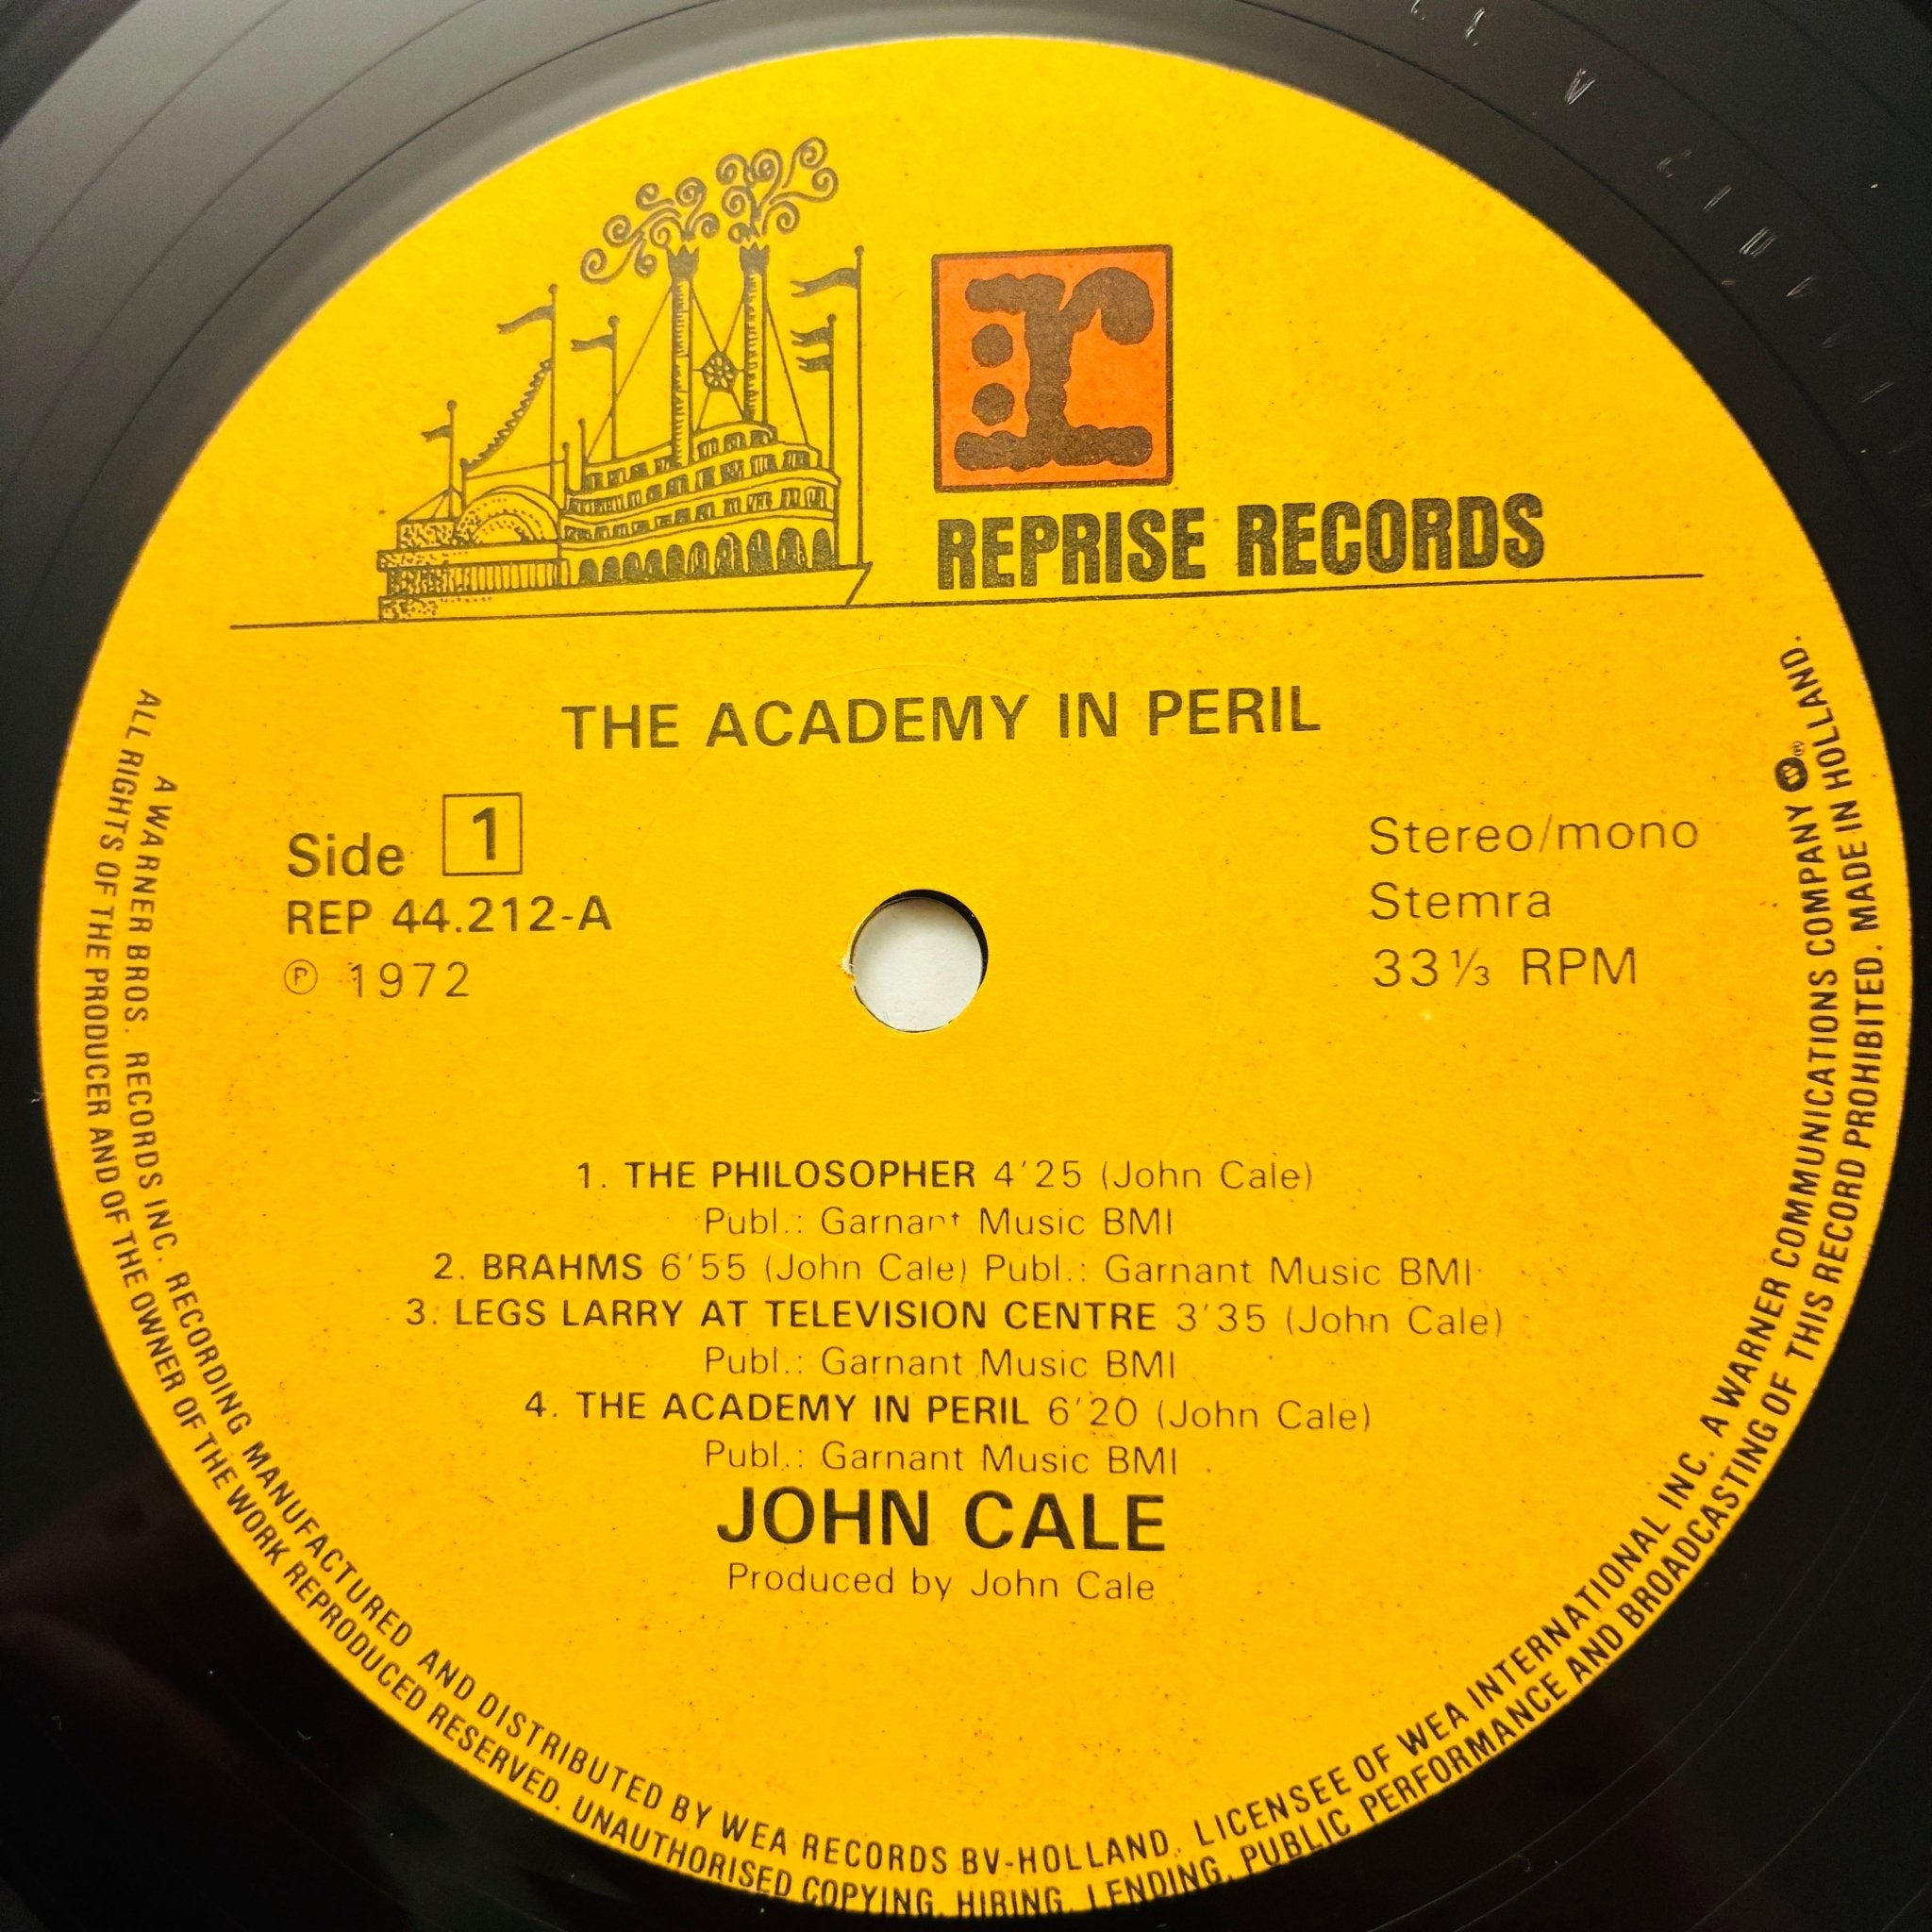 r
REPRISE RECORDS
THE ACADEMY IN PERIL
Side 1
REP 44.212-A
℗ 1972
Stereo/mono
Stemra
33⅓ RPM
1. THE PHILOSOPHER 4'25 (John Cale)
Publ.: Garnant Music BMI
2. BRAHMS 6'55 (John Cale) Publ.: Garnant Music BMI
3. LEGS LARRY AT TELEVISION CENTRE 3'35 (John Cale)
Publ.: Garnant Music BMI
4. THE ACADEMY IN PERIL 6'20 (John Cale)
Publ.: Garnant Music BMI
JOHN CALE
Produced by John Cale
A WARNER BROS. RECORDS INC. RECORDING MANUFACTURED AND DISTRIBUTED BY WEA RECORDS BV-HOLLAND. LICENSEE OF WEA INTERNATIONAL INC. A WARNER COMMUNICATIONS COMPANY
ALL RIGHTS OF THE PRODUCER AND OF THE OWNER OF THE WORK REPRODUCED RESERVED. UNAUTHORISED COPYING, HIRING, LENDING, PUBLIC PERFORMANCE AND BROADCASTING OF THIS RECORD PROHIBITED. MADE IN HOLLAND.